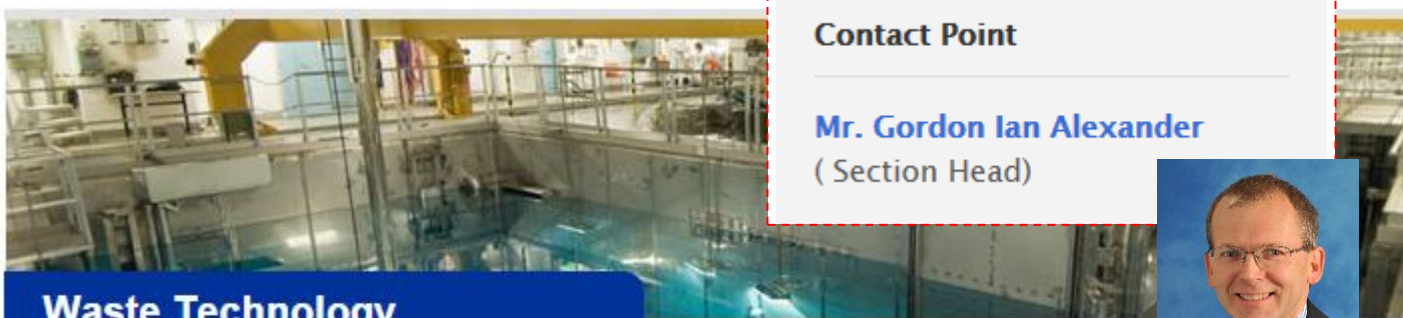 Contact Point
Mr. Gordon Ian Alexander
( Section Head)
Waste Technology